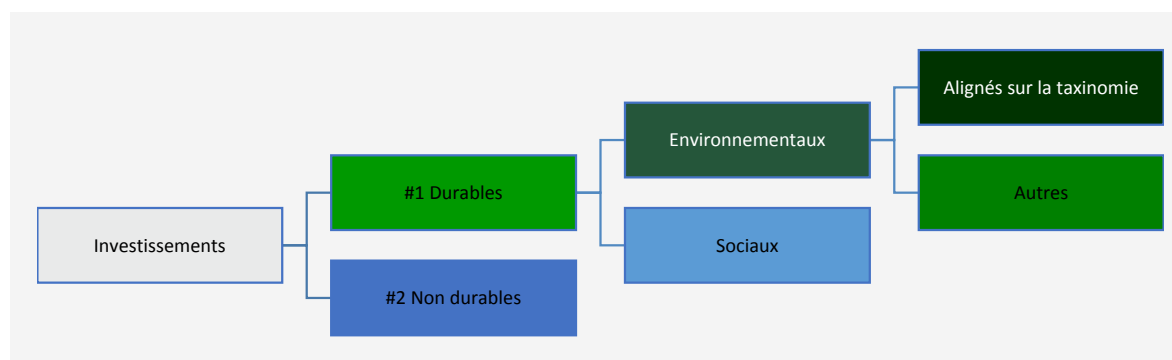 Alignés sur la taxinomie
Environnementaux
#1 Durables
Autres
Investissements
Sociaux
#2 Non durables